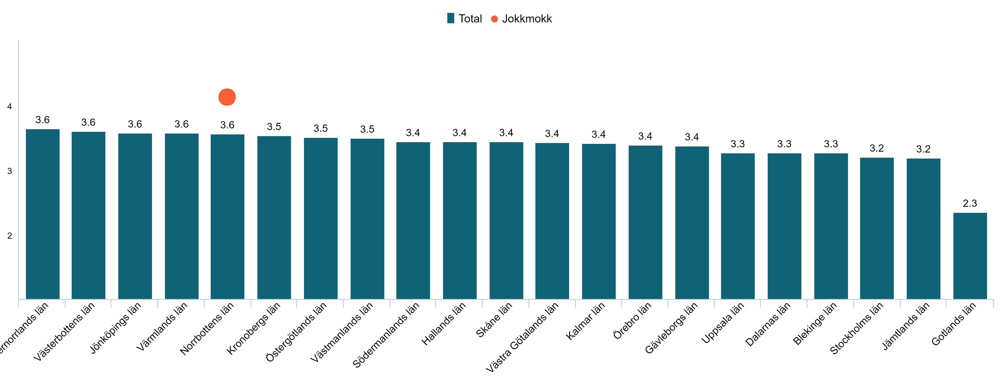 Total Jokkmokk
4
3
2
3.6 3.6 3.6 3.6 3.6 3.5 3.5 3.5 3.4 3.4 3.4 3.4 3.4 3.4 3.4 3.3 3.3 3.3 3.2 3.2 2.3
ernorrlands län
Västerbottens län
Jönköpings län
Värmlands län
Norrbottens län
Kronobergs län
Östergötlands län
Västmanlands län
Södermanlands län
Hallands län
Skåne län
Västra Götalands län
Kalmar län
Örebro län
Gävleborgs län
Uppsala län
Dalarnas län
Blekinge län
Stockholms län
Jämtlands län
Gotlands län